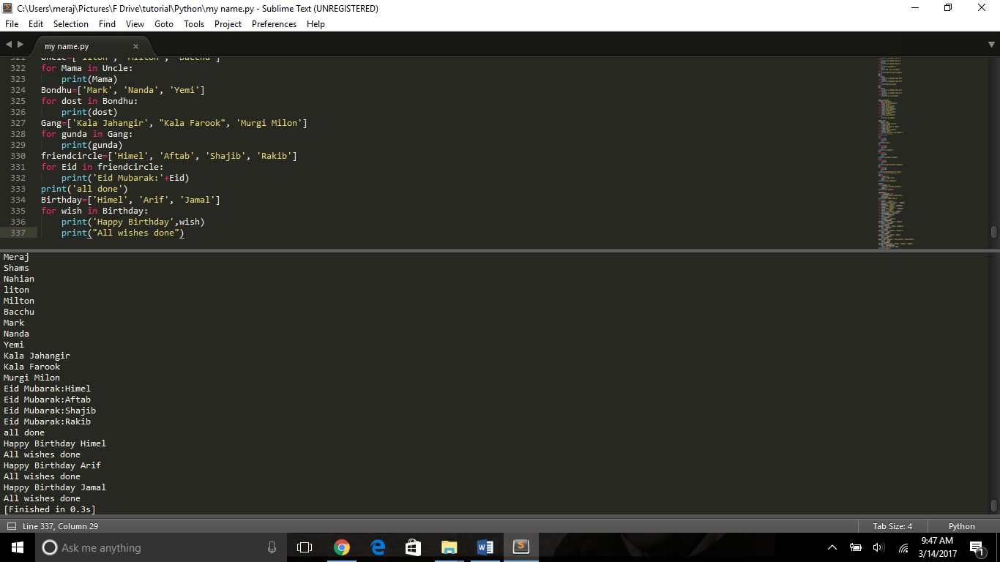 C:\Users\meraj\Pictures\F Drive\tutorial\Python\my name.py - Sublime Text (UNREGISTERED)
File Edit Selection Find View Goto Tools Project Preferences Help
my name.py
321 Uncle=['liton', 'Milton', 'Bacchu']
322 for Mama in Uncle:
323     print(Mama)
324 Bondhu=['Mark', 'Nanda', 'Yemi']
325 for dost in Bondhu:
326     print(dost)
327 Gang=['Kala Jahangir', "Kala Farook", 'Murgi Milon']
328 for gunda in Gang:
329     print(gunda)
330 friendcircle=['Himel', 'Aftab', 'Shajib', 'Rakib']
331 for Eid in friendcircle:
332     print('Eid Mubarak:'+Eid)
333 print('all done')
334 Birthday=['Himel', 'Arif', 'Jamal']
335 for wish in Birthday:
336     print('Happy Birthday',wish)
337     print("All wishes done")
Meraj
Shams
Nahian
liton
Milton
Bacchu
Mark
Nanda
Yemi
Kala Jahangir
Kala Farook
Murgi Milon
Eid Mubarak:Himel
Eid Mubarak:Aftab
Eid Mubarak:Shajib
Eid Mubarak:Rakib
all done
Happy Birthday Himel
All wishes done
Happy Birthday Arif
All wishes done
Happy Birthday Jamal
All wishes done
[Finished in 0.3s]
Line 337, Column 29 Tab Size: 4 Python
Ask me anything
9:47 AM
3/14/2017
1